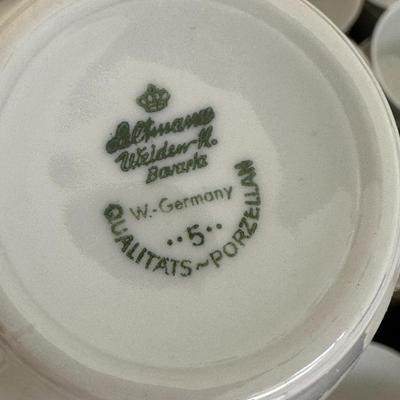 Seltmann
Weiden-H.
Bavaria
W.-Germany
··5··
QUALITÄTS~PORZELLAN